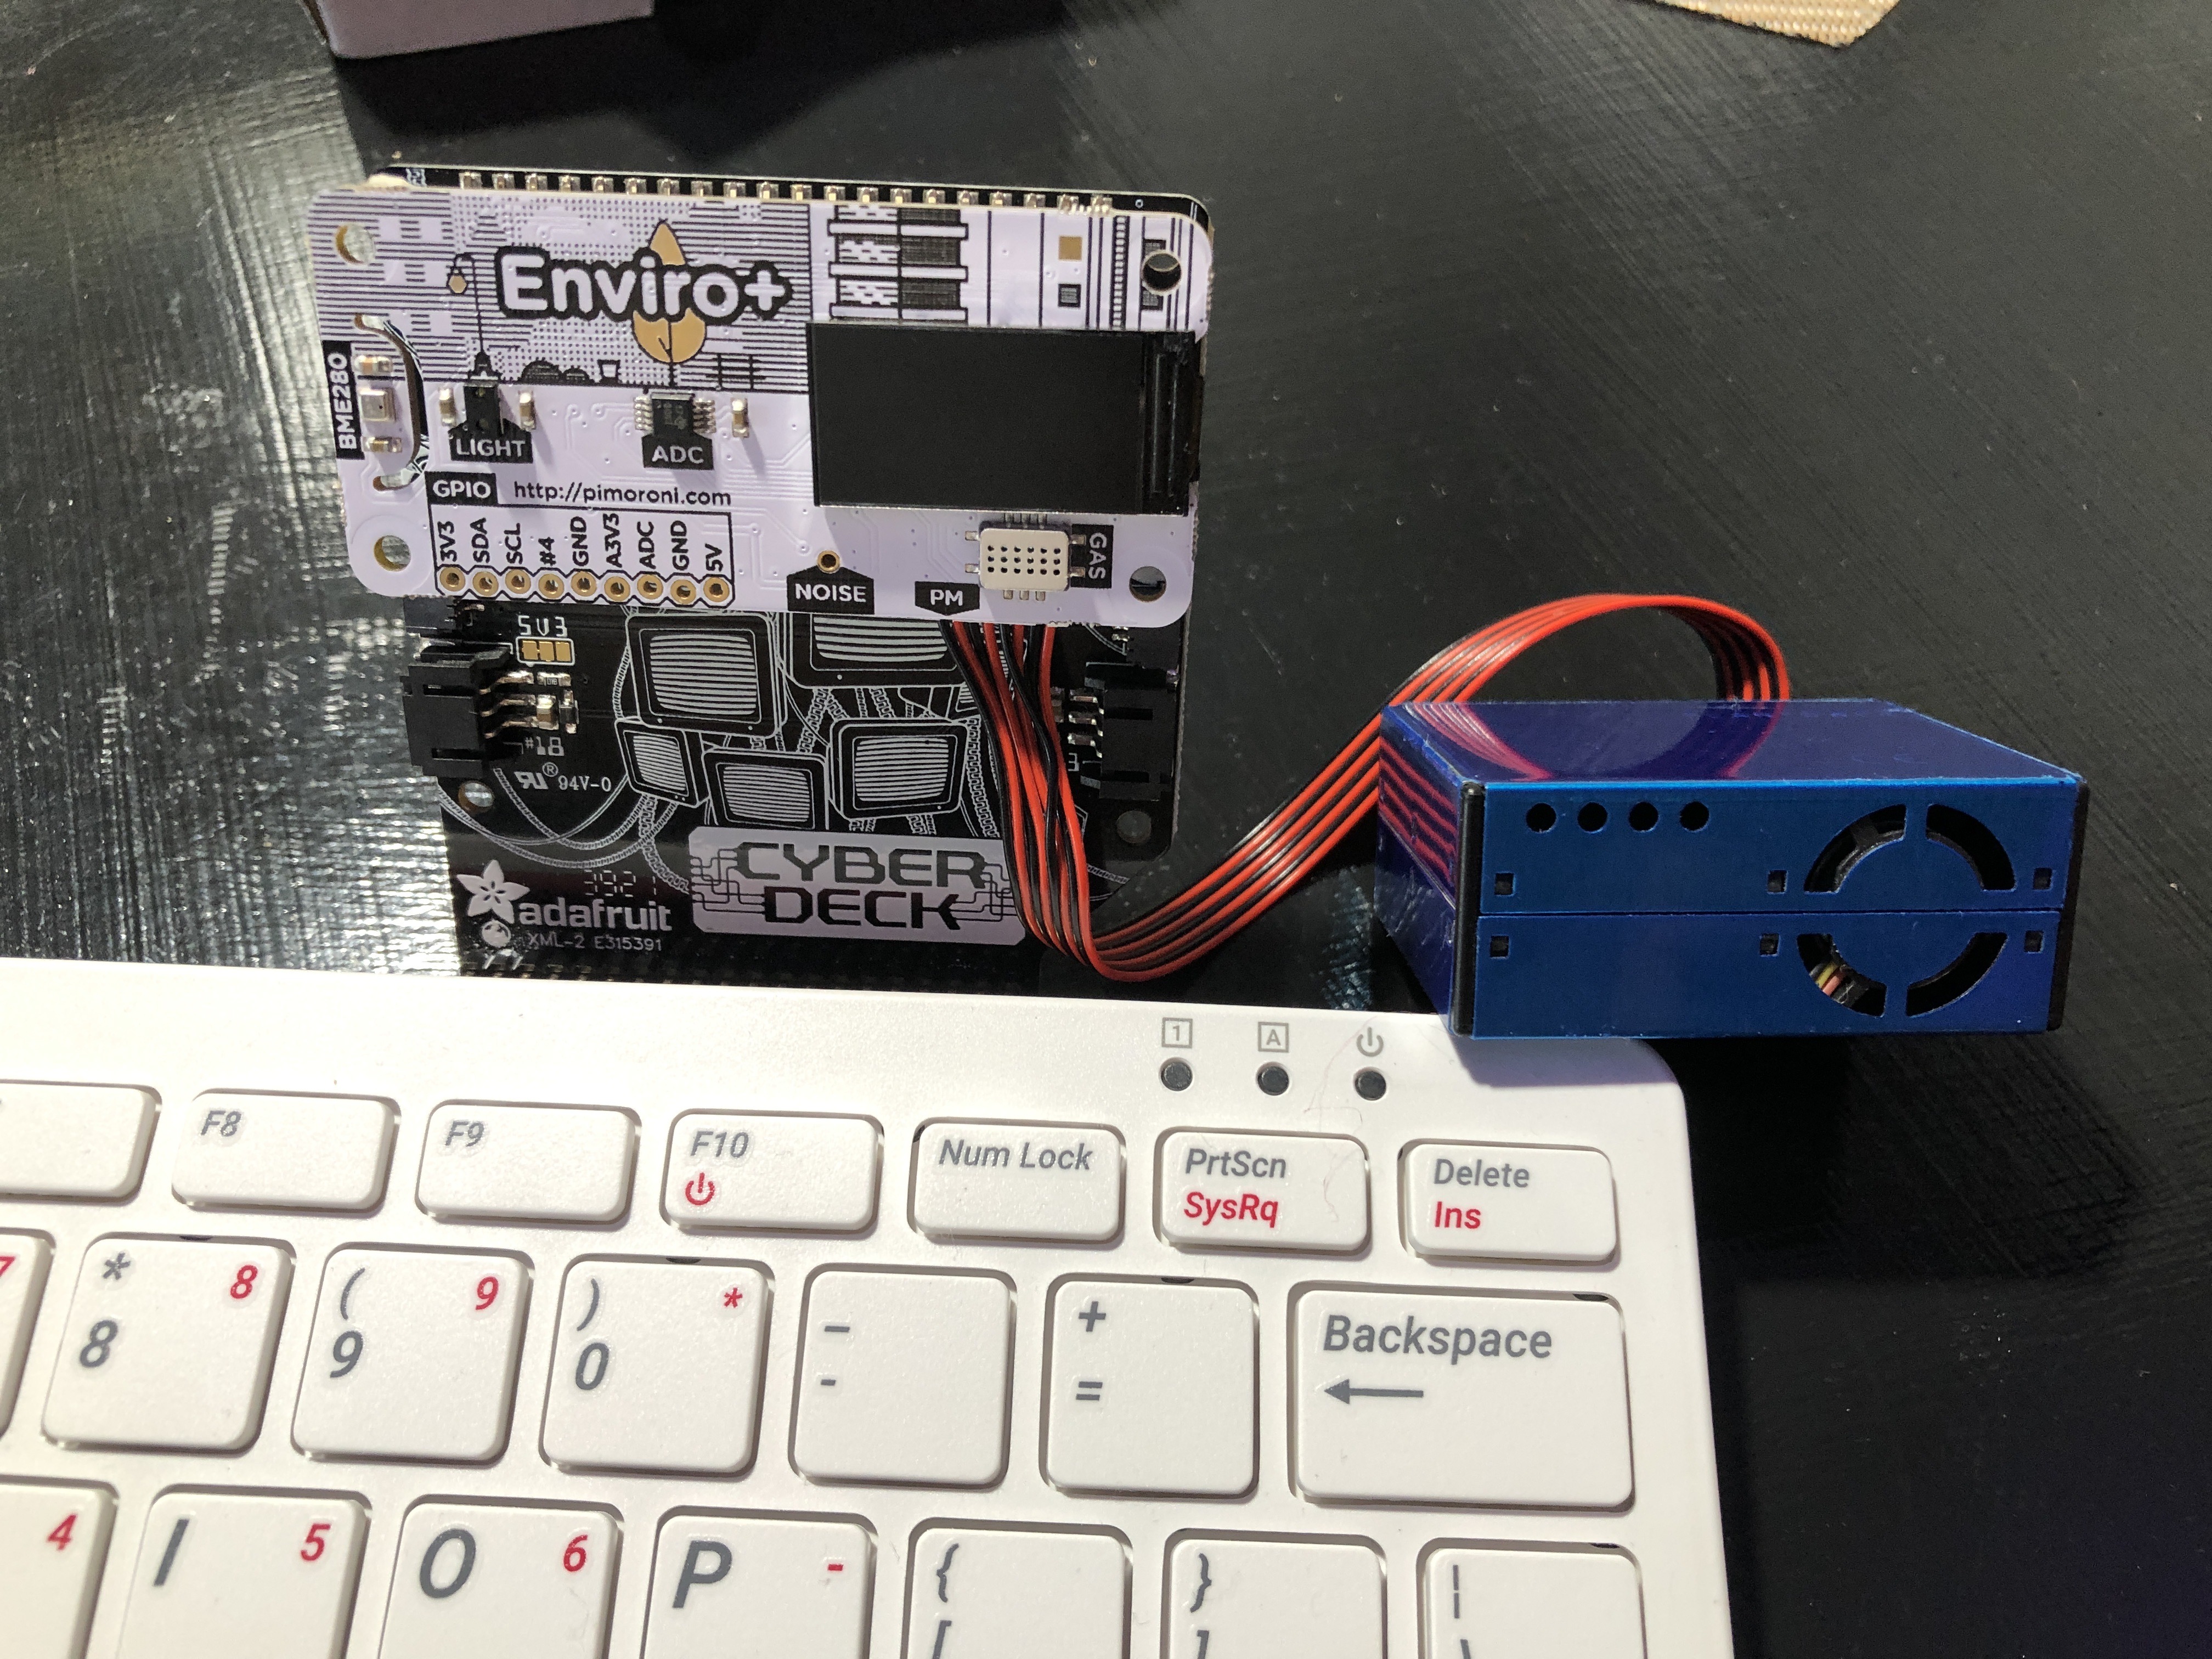 Enviro+
BME280
LIGHT
ADC
GPIO http://pimoroni.com
3V3 SDA SCL #4 GND A3V3 ADC GND 5V
NOISE
PM
GAS
5V3
#18
94V-0
3
CYBER
DECK
adafruit
XML-2 E315391
1 A
F8 F9 F10 Num Lock PrtScn SysRq Delete Ins
7
* 8 8
( 9 9
) 0 *
_ -
+ =
Backspace
←
4
I 5
O 6
P -
{ [
} ]
|